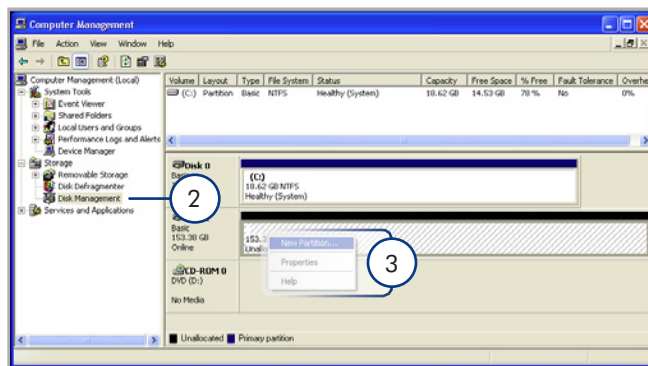 Computer Management
File Action View Window Help
Computer Management (Local)
System Tools
Event Viewer
Shared Folders
Local Users and Groups
Performance Logs and Alerts
Device Manager
Storage
Removable Storage
Disk Defragmenter
Disk Management
Services and Applications
Volume Layout Type File System Status Capacity Free Space % Free Fault Tolerance Overhe
(C:) Partition Basic NTFS Healthy (System) 18.62 GB 14.53 GB 78 % No 0%
Disk 0
(C:)
18.62 GB NTFS
Healthy (System)
2
Basic
153.38 GB
Online
153.3
Unallo
New Partition...
Properties
Help
3
CD-ROM 0
DVD (D:)
No Media
Unallocated Primary partition